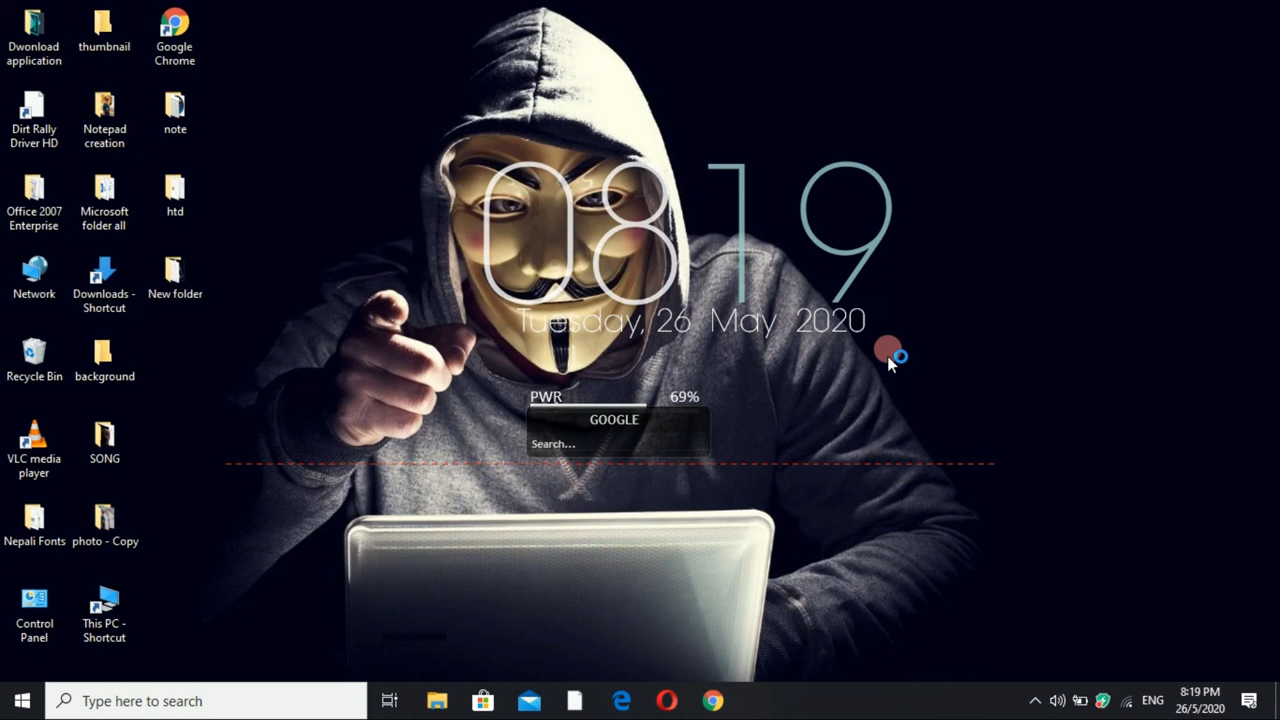 Dwonload
application
thumbnail
Google
Chrome
Dirt Rally
Driver HD
Notepad
creation
note
Office 2007
Enterprise
Microsoft
folder all
htd
Network
Downloads -
Shortcut
New folder
Recycle Bin
background
VLC media
player
SONG
Nepali Fonts
photo - Copy
Control
Panel
This PC -
Shortcut
0819
Tuesday, 26 May 2020
PWR 69%
GOOGLE
Search...
Type here to search
ENG
8:19 PM
26/5/2020